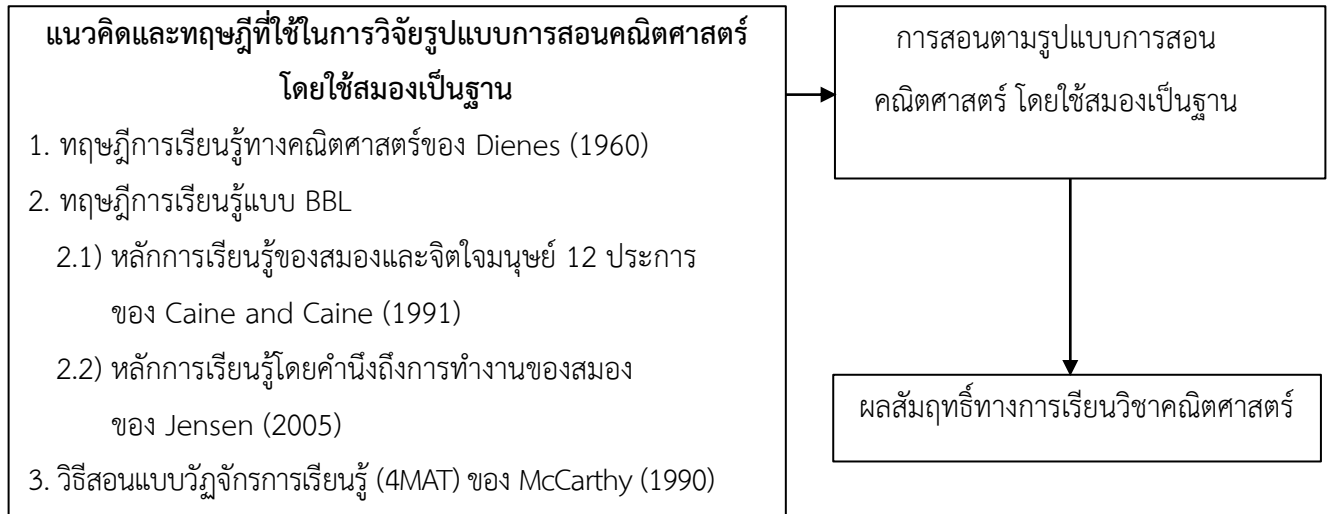 แนวคิดและทฤษฎีที่ใช้ในการวิจัยรูปแบบการสอนคณิตศาสตร์
โดยใช้สมองเป็นฐาน
1. ทฤษฎีการเรียนรู้ทางคณิตศาสตร์ของ Dienes (1960)
2. ทฤษฎีการเรียนรู้แบบ BBL
2.1) หลักการเรียนรู้ของสมองและจิตใจมนุษย์ 12 ประการ
ของ Caine and Caine (1991)
2.2) หลักการเรียนรู้โดยคำนึงถึงการทำงานของสมอง
ของ Jensen (2005)
3. วิธีสอนแบบวัฏจักรการเรียนรู้ (4MAT) ของ McCarthy (1990)
การสอนตามรูปแบบการสอน
คณิตศาสตร์ โดยใช้สมองเป็นฐาน
ผลสัมฤทธิ์ทางการเรียนวิชาคณิตศาสตร์